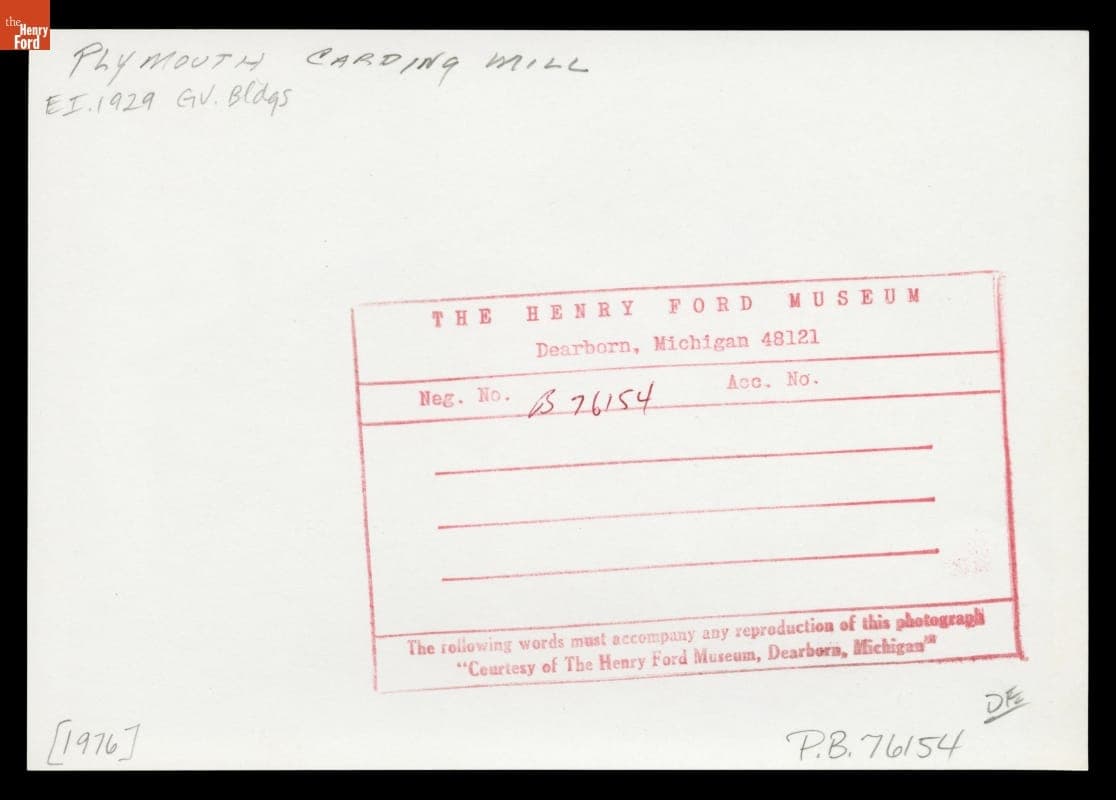 the
Henry
Ford
PLYMOUTH CARDING MILL
EI.1929 GV. Bldgs
THE HENRY FORD MUSEUM
Dearborn, Michigan 48121
Neg. No. B 76154 Acc. No.
The following words must accompany any reproduction of this photograph
"Courtesy of The Henry Ford Museum, Dearborn, Michigan"
[1976]
P.B. 76154